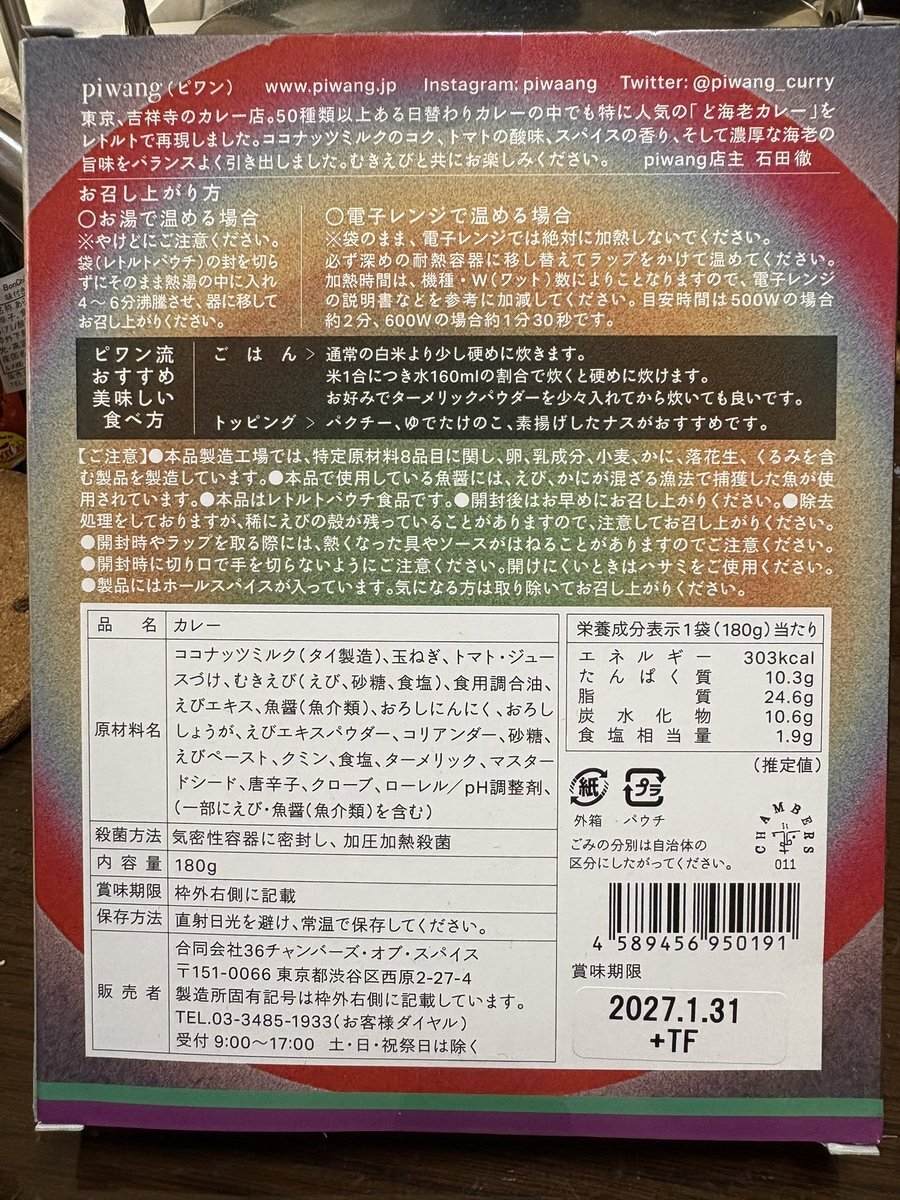 piwang(ピワン) www.piwang.jp Instagram: piwaang Twitter: @piwang_curry
東京、吉祥寺のカレー店。50種類以上ある日替わりカレーの中でも特に人気の「ど海老カレー」を
レトルトで再現しました。ココナッツミルクのコク、トマトの酸味、スパイスの香り、そして濃厚な海老の
旨味をバランスよく引き出しました。むきえびと共にお楽しみください。 piwang店主 石田徹
お召し上がり方
○お湯で温める場合
※やけどにご注意ください。
袋(レトルトパウチ)の封を切ら
ずにそのまま熱湯の中に入れ
4〜6分沸騰させ、器に移して
お召し上がりください。
○電子レンジで温める場合
※袋のまま、電子レンジでは絶対に加熱しないでください。
必ず深めの耐熱容器に移し替えてラップをかけて温めてください。
加熱時間は、機種・W(ワット)数によりことなりますので、電子レンジ
の説明書などを参考に加減してください。目安時間は500Wの場合
約2分、600Wの場合約1分30秒です。
ピワン流
おすすめ
美味しい
食べ方
ごはん > 通常の白米より少し硬めに炊きます。
米1合につき水160mlの割合で炊くと硬めに炊けます。
お好みでターメリックパウダーを少々入れてから炊いても良いです。
トッピング > パクチー、ゆでたけのこ、素揚げしたナスがおすすめです。
【ご注意】●本品製造工場では、特定原材料8品目に関し、卵、乳成分、小麦、かに、落花生、くるみを含
む製品を製造しています。●本品で使用している魚醤には、えび、かにが混ざる漁法で捕獲した魚が使
用されています。●本品はレトルトパウチ食品です。●開封後はお早めにお召し上がりください。●除去
処理をしておりますが、稀にえびの殻が残っていることがありますので、注意してお召し上がりください。
●開封時やラップを取る際には、熱くなった具やソースがはねることがありますのでご注意ください。
●開封時に切り口で手を切らないようにご注意ください。開けにくいときはハサミをご使用ください。
●製品にはホールスパイスが入っています。気になる方は取り除いてお召し上がりください。
品名 カレー
原材料名
ココナッツミルク(タイ製造)、玉ねぎ、トマト・ジュー
スづけ、むきえび(えび、砂糖、食塩)、食用調合油、
えびエキス、魚醤(魚介類)、おろしにんにく、おろし
しょうが、えびエキスパウダー、コリアンダー、砂糖、
えびペースト、クミン、食塩、ターメリック、マスター
ドシード、唐辛子、クローブ、ローレル/pH調整剤、
(一部にえび・魚醤(魚介類)を含む)
殺菌方法 気密性容器に密封し、加圧加熱殺菌
内容量 180g
賞味期限 枠外右側に記載
保存方法 直射日光を避け、常温で保存してください。
販売者
合同会社36チャンバーズ・オブ・スパイス
〒151-0066 東京都渋谷区西原2-27-4
製造所固有記号は枠外右側に記載しています。
TEL.03-3485-1933(お客様ダイヤル)
受付 9:00〜17:00 土・日・祝祭日は除く
栄養成分表示1袋(180g)当たり
エネルギー 303kcal
たんぱく質 10.3g
脂質 24.6g
炭水化物 10.6g
食塩相当量 1.9g
(推定値)
紙 プラ
外箱 パウチ
ごみの分別は自治体の
区分にしたがってください。
CHAMBERS
011
4 589456 950191
賞味期限
2027.1.31
+TF